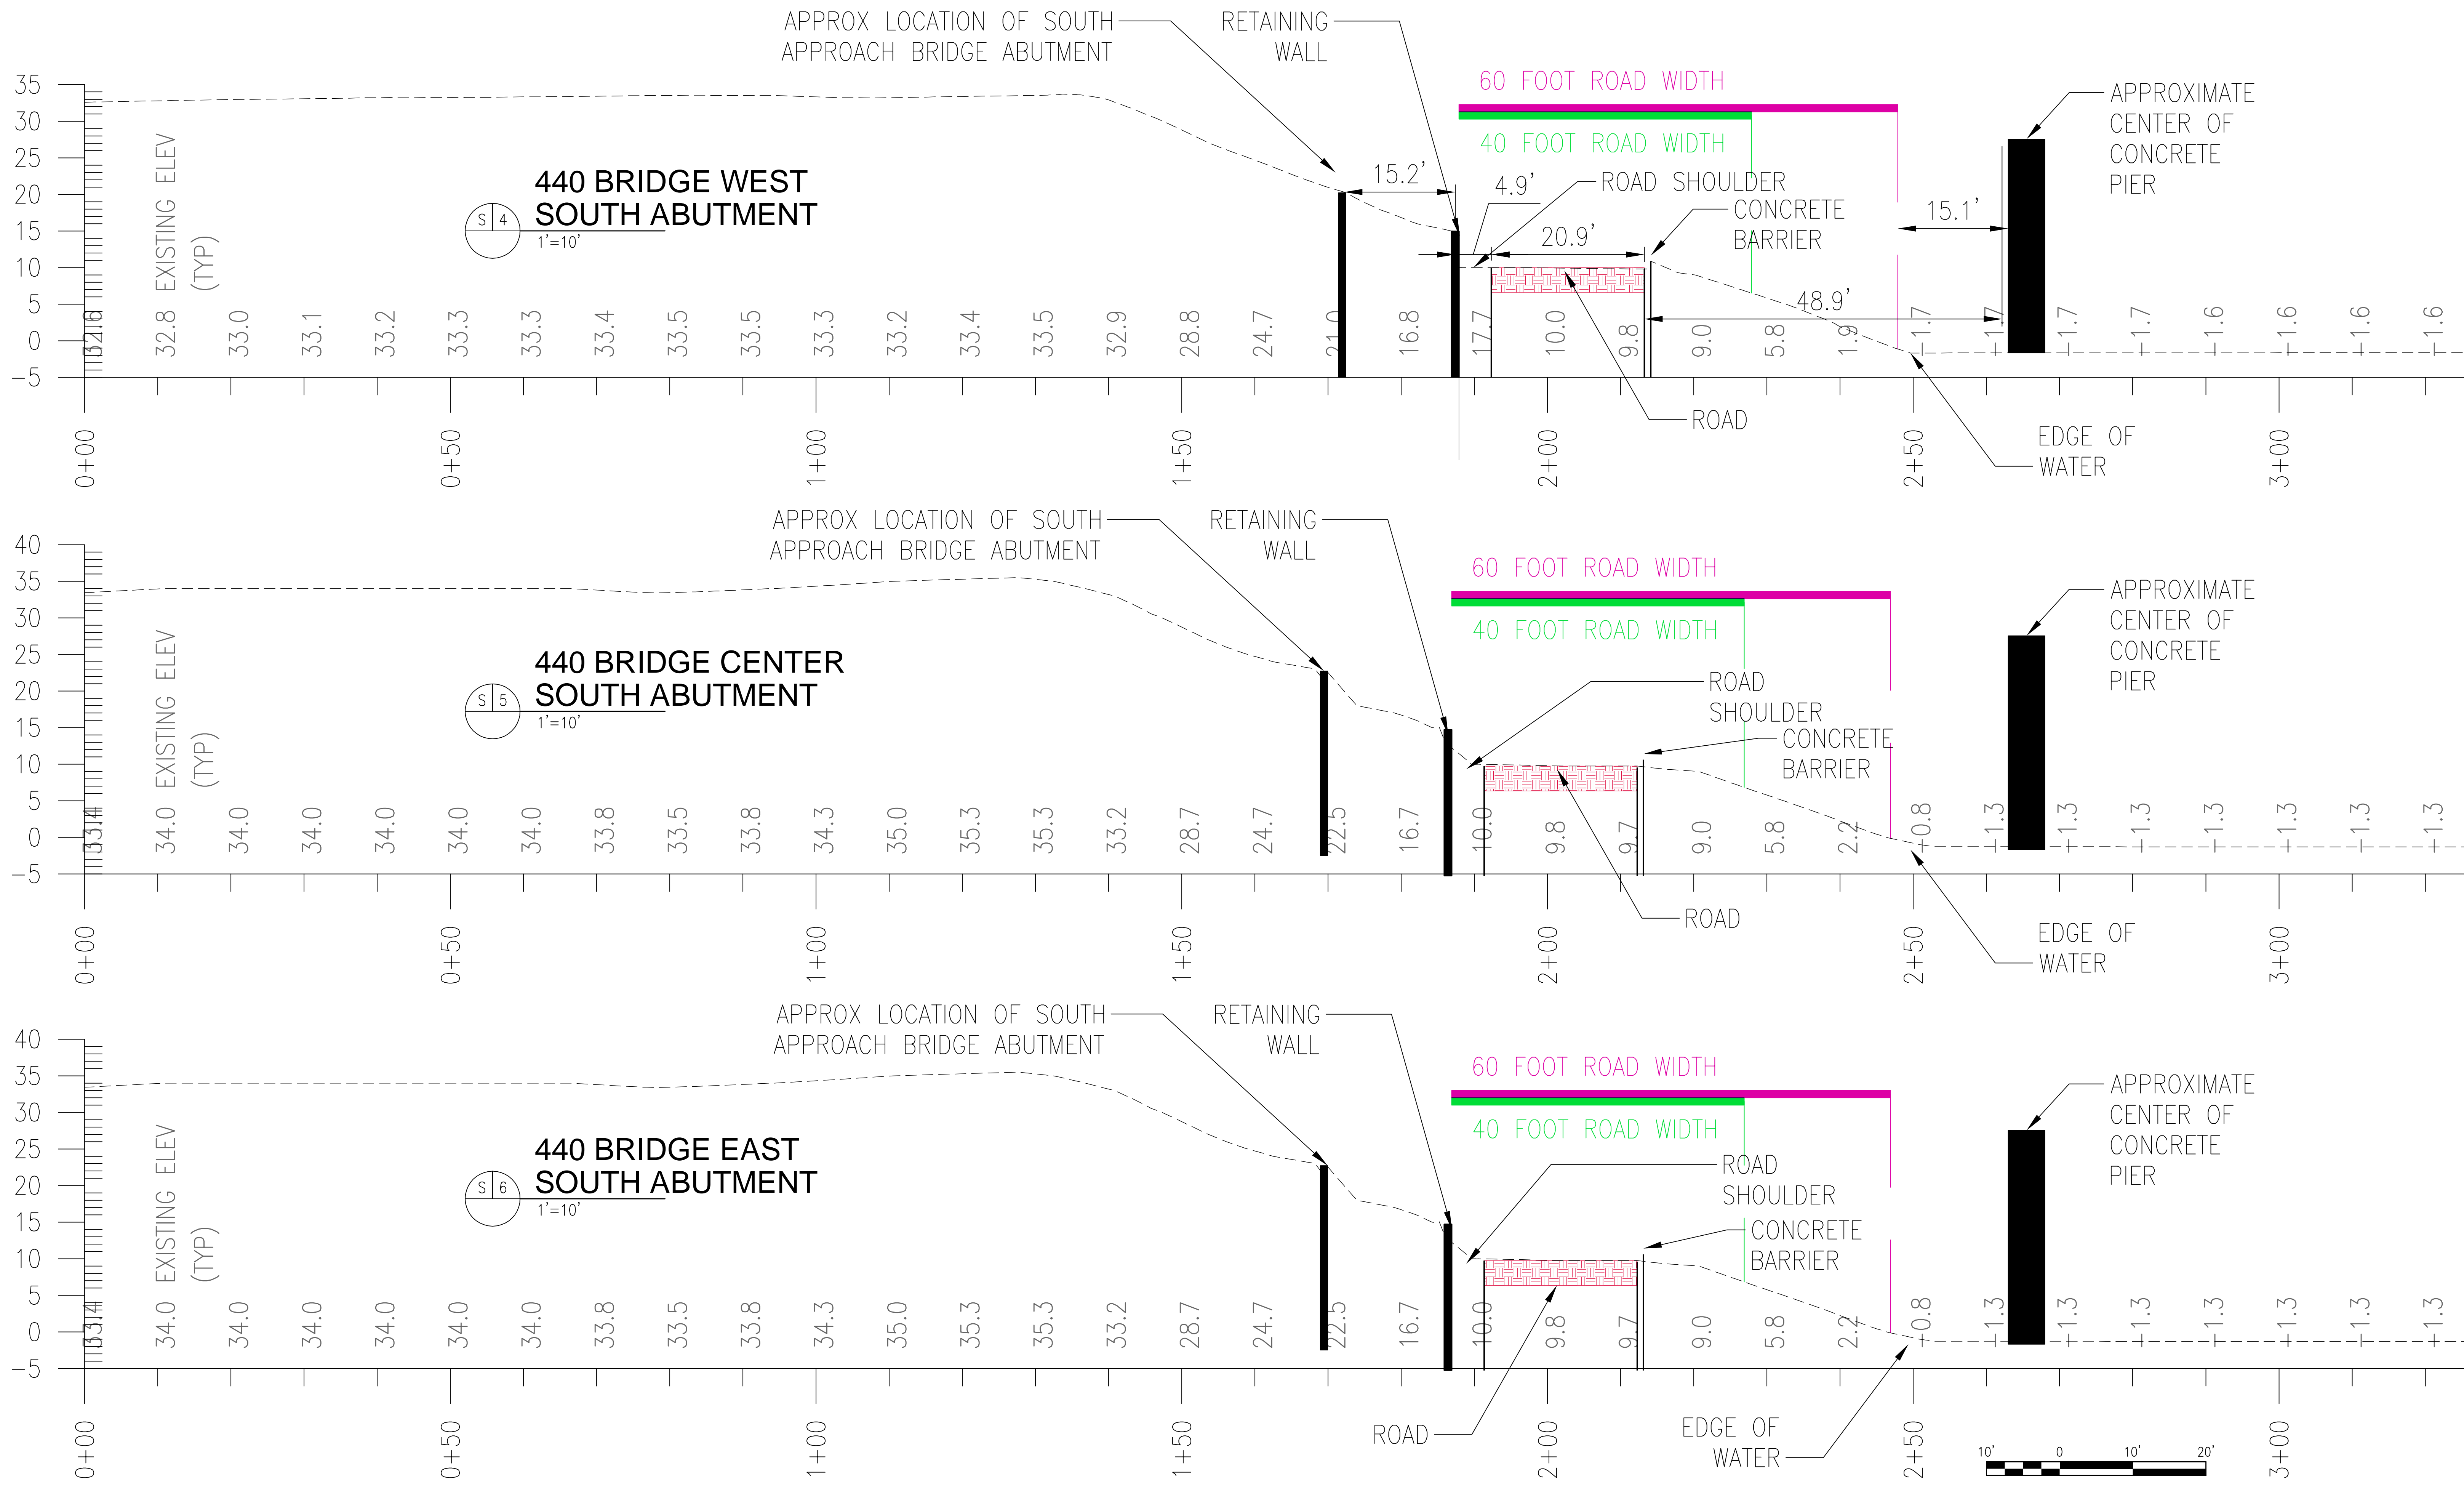 APPROX LOCATION OF SOUTH
APPROACH BRIDGE ABUTMENT
RETAINING
WALL
60 FOOT ROAD WIDTH
40 FOOT ROAD WIDTH
APPROXIMATE
CENTER OF
CONCRETE
PIER
35
30
25
20
15
10
5
0
-5
EXISTING ELEV
(TYP)
440 BRIDGE WEST
SOUTH ABUTMENT
S 4
1'=10'
15.2'
4.9'
ROAD SHOULDER
20.9'
CONCRETE
BARRIER
15.1'
48.9'
32.6 32.8 33.0 33.1 33.2 33.3 33.3 33.4 33.5 33.5 33.3 33.2 33.4 33.5 32.9 28.8 24.7 21.0 16.8 17.7 10.0 9.8 9.0 5.8 1.9 -1.7 -1.7 -1.7 -1.7 -1.6 -1.6 -1.6 -1.6
ROAD
EDGE OF
WATER
0+00 0+50 1+00 1+50 2+00 2+50 3+00
APPROX LOCATION OF SOUTH
APPROACH BRIDGE ABUTMENT
RETAINING
WALL
60 FOOT ROAD WIDTH
40 FOOT ROAD WIDTH
APPROXIMATE
CENTER OF
CONCRETE
PIER
40
35
30
25
20
15
10
5
0
-5
EXISTING ELEV
(TYP)
440 BRIDGE CENTER
SOUTH ABUTMENT
S 5
1'=10'
ROAD
SHOULDER
CONCRETE
BARRIER
33.4 34.0 34.0 34.0 34.0 34.0 34.0 33.8 33.5 33.8 34.3 35.0 35.3 35.3 33.2 28.7 24.7 22.5 16.7 10.0 9.8 9.7 9.0 5.8 2.2 -0.8 -1.3 -1.3 -1.3 -1.3 -1.3 -1.3 -1.3
ROAD
EDGE OF
WATER
0+00 0+50 1+00 1+50 2+00 2+50 3+00
APPROX LOCATION OF SOUTH
APPROACH BRIDGE ABUTMENT
RETAINING
WALL
60 FOOT ROAD WIDTH
40 FOOT ROAD WIDTH
APPROXIMATE
CENTER OF
CONCRETE
PIER
40
35
30
25
20
15
10
5
0
-5
EXISTING ELEV
(TYP)
440 BRIDGE EAST
SOUTH ABUTMENT
S 6
1'=10'
ROAD
SHOULDER
CONCRETE
BARRIER
33.4 34.0 34.0 34.0 34.0 34.0 34.0 33.8 33.5 33.8 34.3 35.0 35.3 35.3 33.2 28.7 24.7 22.5 16.7 10.0 9.8 9.7 9.0 5.8 2.2 -0.8 -1.3 -1.3 -1.3 -1.3 -1.3 -1.3 -1.3
ROAD
EDGE OF
WATER
0+00 0+50 1+00 1+50 2+00 2+50 3+00
10' 0 10' 20'